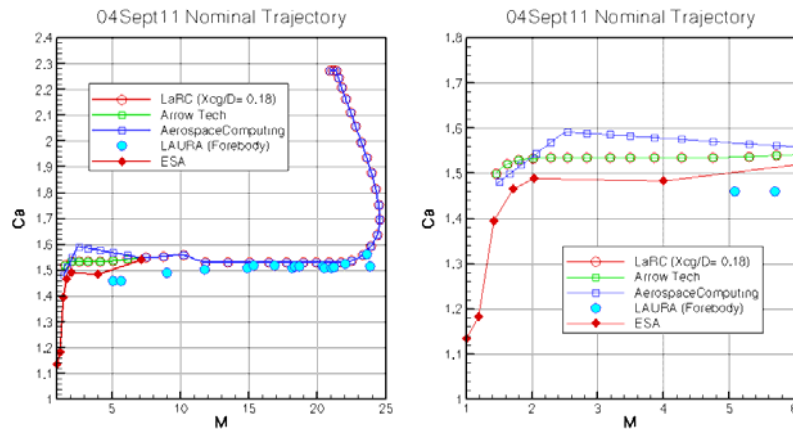 04Sept11 Nominal Trajectory
2.4
2.3
2.2
2.1
2
1.9
1.8
1.7
1.6
1.5
1.4
1.3
1.2
1.1
1
Ca
LaRC (Xcg/D= 0.18)
Arrow Tech
AerospaceComputing
LAURA (Forebody)
ESA
5 10 15 20 25
M
04Sept11 Nominal Trajectory
1.8
1.7
1.6
1.5
1.4
1.3
1.2
1.1
1
Ca
LaRC (Xcg/D= 0.18)
Arrow Tech
AerospaceComputing
LAURA (Forebody)
ESA
1 2 3 4 5 6
M